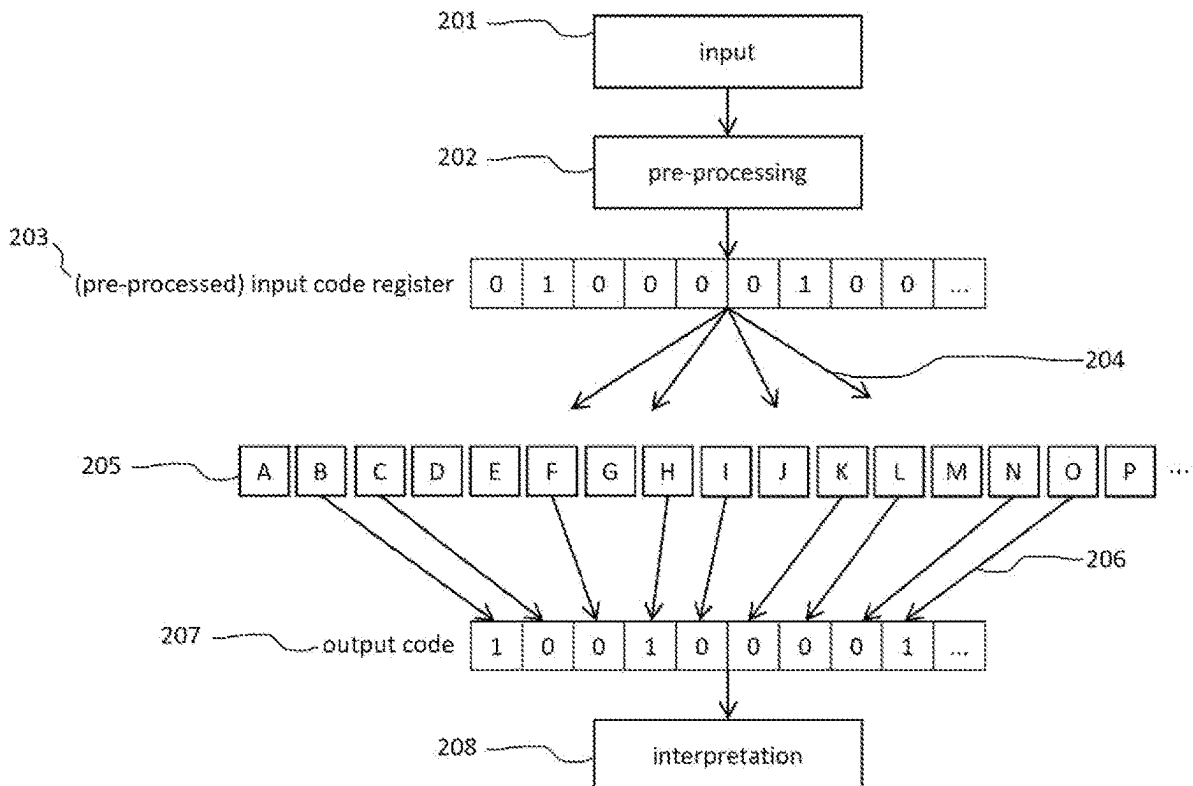 201
input
202
pre-processing
203
(pre-processed) input code register 0 1 0 0 0 0 1 0 0 ...
204
205 A B C D E F G H I J K L M N O P ...
206
207 output code 1 0 0 1 0 0 0 0 1 ...
208 interpretation